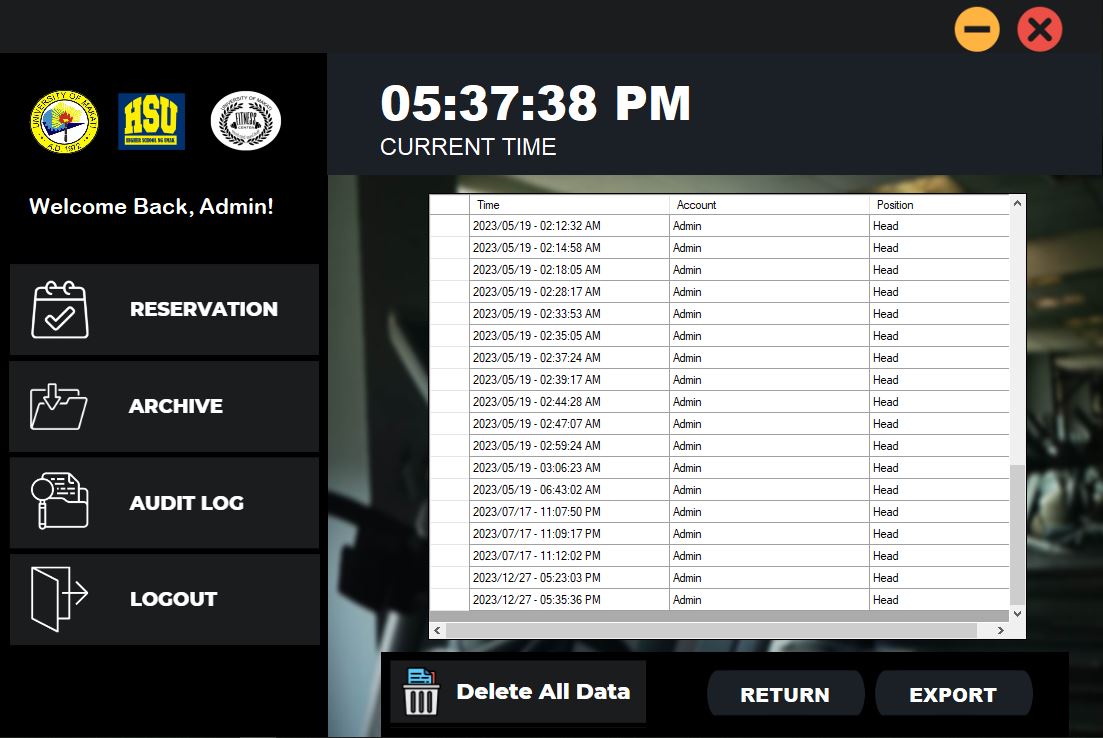 UNIVERSITY OF MAKATI
A.D. 1972
HSU
HIGHER SCHOOL NG UMAK
UNIVERSITY OF MAKATI
FITNESS
CENTER
Welcome Back, Admin!
RESERVATION
ARCHIVE
AUDIT LOG
LOGOUT
05:37:38 PM
CURRENT TIME
Time Account Position
2023/05/19 - 02:12:32 AM Admin Head
2023/05/19 - 02:14:58 AM Admin Head
2023/05/19 - 02:18:05 AM Admin Head
2023/05/19 - 02:28:17 AM Admin Head
2023/05/19 - 02:33:53 AM Admin Head
2023/05/19 - 02:35:05 AM Admin Head
2023/05/19 - 02:37:24 AM Admin Head
2023/05/19 - 02:39:17 AM Admin Head
2023/05/19 - 02:44:28 AM Admin Head
2023/05/19 - 02:47:07 AM Admin Head
2023/05/19 - 02:59:24 AM Admin Head
2023/05/19 - 03:06:23 AM Admin Head
2023/05/19 - 06:43:02 AM Admin Head
2023/07/17 - 11:07:50 PM Admin Head
2023/07/17 - 11:09:17 PM Admin Head
2023/07/17 - 11:12:02 PM Admin Head
2023/12/27 - 05:23:03 PM Admin Head
2023/12/27 - 05:35:36 PM Admin Head
Delete All Data
RETURN
EXPORT